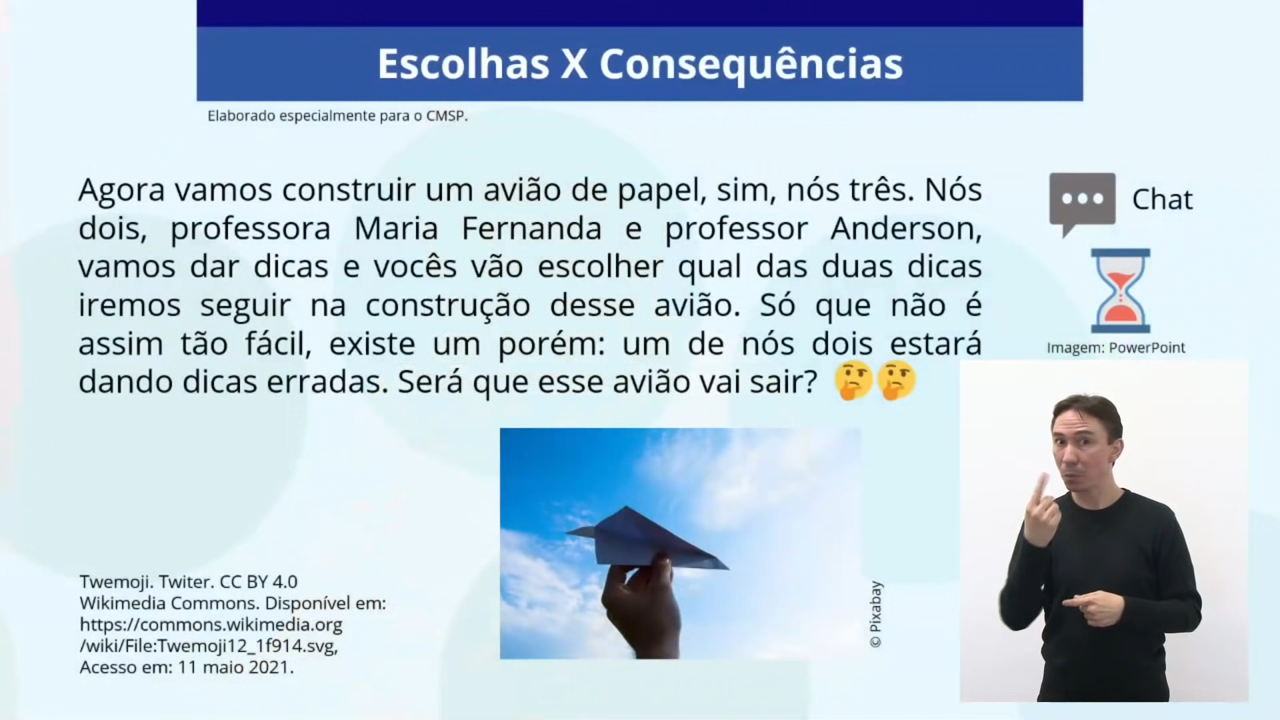 Escolhas X Consequências
Elaborado especialmente para o CMSP.
Agora vamos construir um avião de papel, sim, nós três. Nós
dois, professora Maria Fernanda e professor Anderson,
vamos dar dicas e vocês vão escolher qual das duas dicas
iremos seguir na construção desse avião. Só que não é
assim tão fácil, existe um porém: um de nós dois estará
dando dicas erradas. Será que esse avião vai sair? 🤔🤔
Chat
Imagem: PowerPoint
Twemoji. Twiter. CC BY 4.0
Wikimedia Commons. Disponível em:
https://commons.wikimedia.org
/wiki/File:Twemoji12_1f914.svg,
Acesso em: 11 maio 2021.
© Pixabay